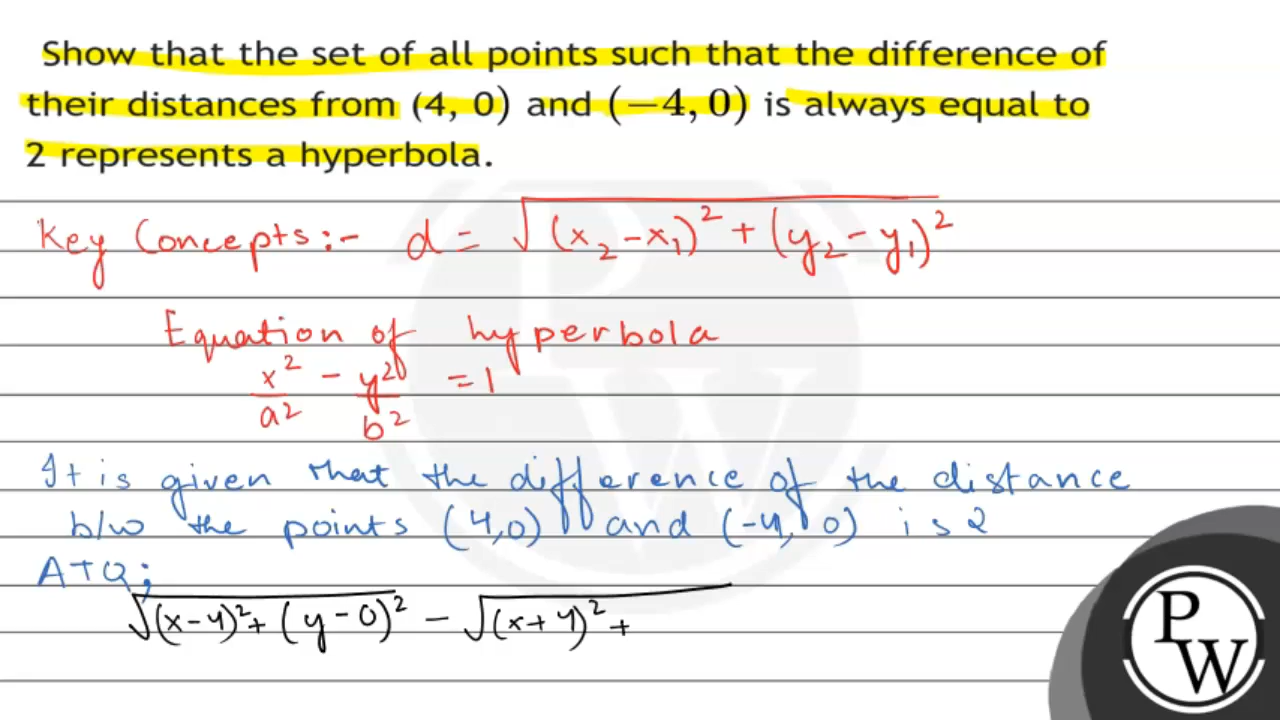 Show that the set of all points such that the difference of
their distances from (4, 0) and (−4, 0) is always equal to
2 represents a hyperbola.
Key Concepts:- d = √(x₂ - x₁)² + (y₂ - y₁)²
Equation of hyperbola
x²/a² - y²/b² = 1
It is given that the difference of the distance
b/w the points (4,0) and (-4, 0) is 2
ATQ;
√(x-4)² + (y-0)² - √(x+4)² +
PW